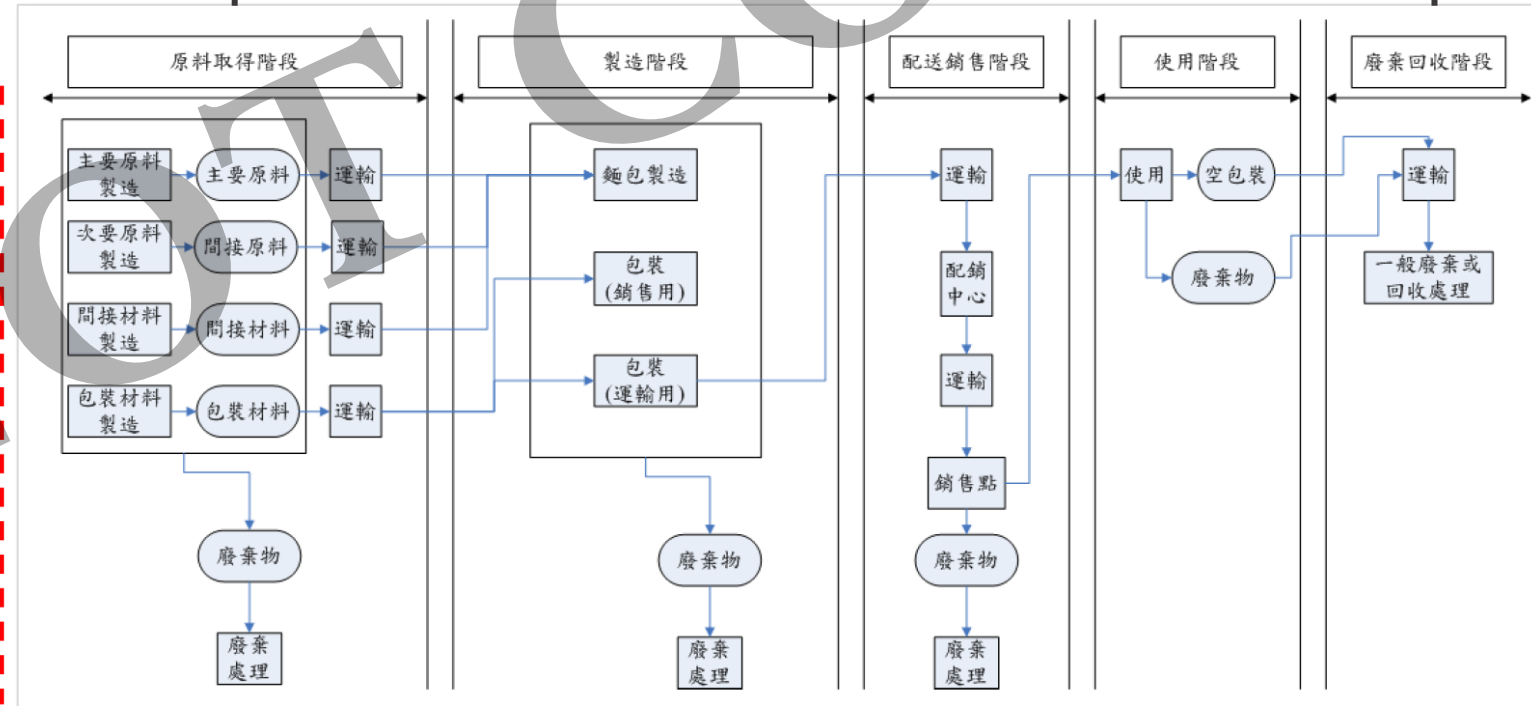 原料取得階段
製造階段
配送銷售階段
使用階段
廢棄回收階段
主要原料
製造
主要原料
運輸
次要原料
製造
間接原料
運輸
間接材料
製造
間接材料
運輸
包裝材料
製造
包裝材料
運輸
廢棄物
廢棄
處理
麵包製造
包裝
(銷售用)
包裝
(運輸用)
廢棄物
廢棄
處理
運輸
配銷
中心
運輸
銷售點
廢棄物
廢棄
處理
使用
空包裝
廢棄物
運輸
一般廢棄或
回收處理
OT CO